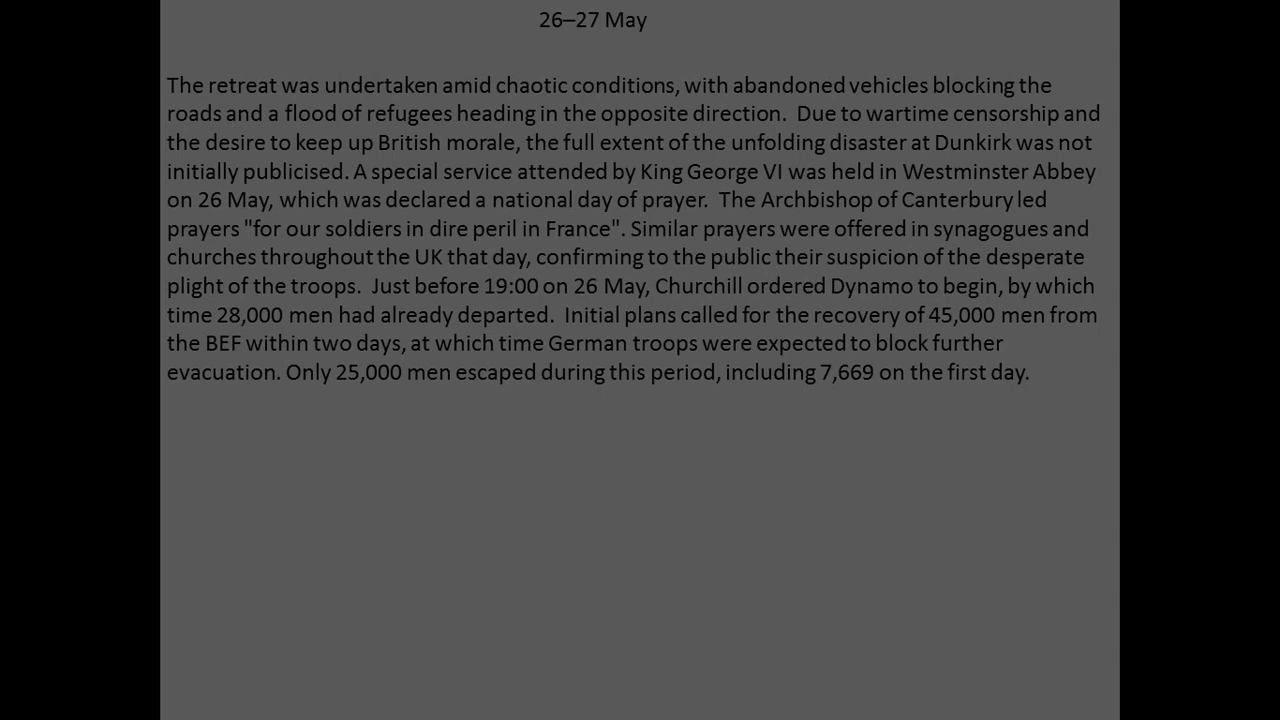 26–27 May
The retreat was undertaken amid chaotic conditions, with abandoned vehicles blocking the
roads and a flood of refugees heading in the opposite direction.  Due to wartime censorship and
the desire to keep up British morale, the full extent of the unfolding disaster at Dunkirk was not
initially publicised. A special service attended by King George VI was held in Westminster Abbey
on 26 May, which was declared a national day of prayer.  The Archbishop of Canterbury led
prayers "for our soldiers in dire peril in France". Similar prayers were offered in synagogues and
churches throughout the UK that day, confirming to the public their suspicion of the desperate
plight of the troops.  Just before 19:00 on 26 May, Churchill ordered Dynamo to begin, by which
time 28,000 men had already departed.  Initial plans called for the recovery of 45,000 men from
the BEF within two days, at which time German troops were expected to block further
evacuation. Only 25,000 men escaped during this period, including 7,669 on the first day.